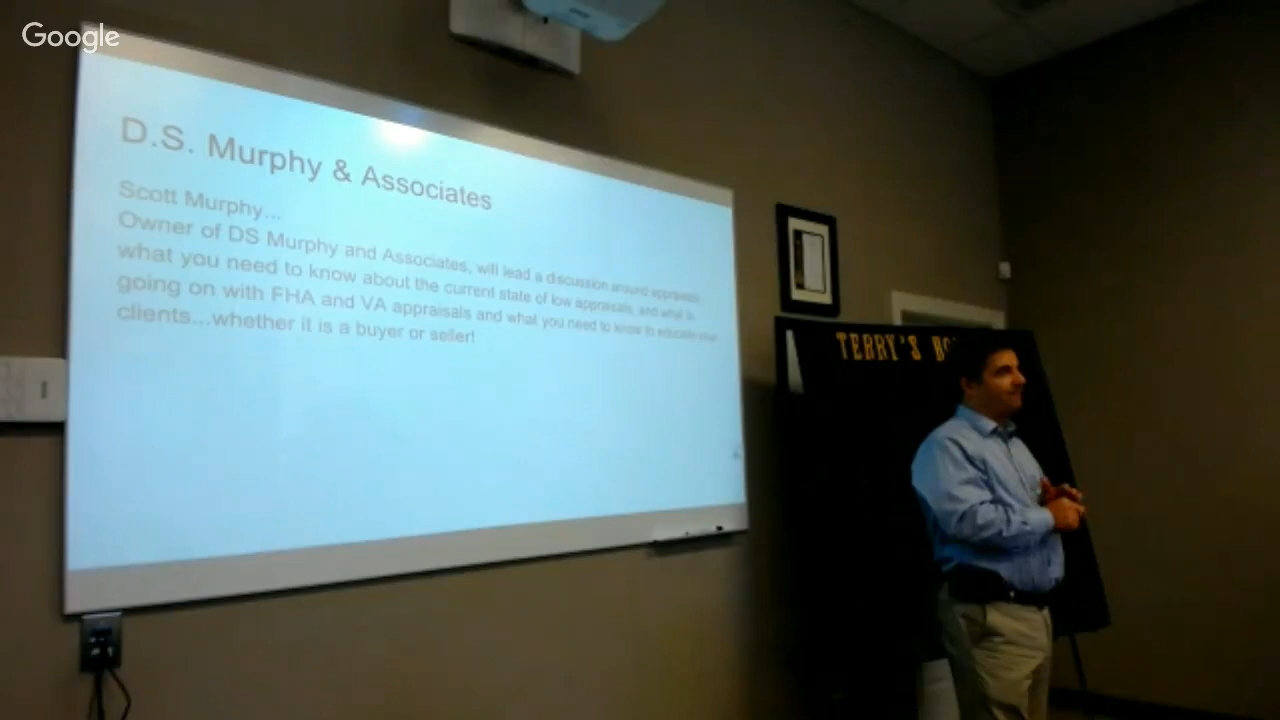 Google
D.S. Murphy & Associates
Scott Murphy...
Owner of DS Murphy and Associates, will lead a discussion around appraisals
what you need to know about the current state of low appraisals, and what is
going on with FHA and VA appraisals and what you need to know to educate your
clients...whether it is a buyer or seller!
TERRY'S